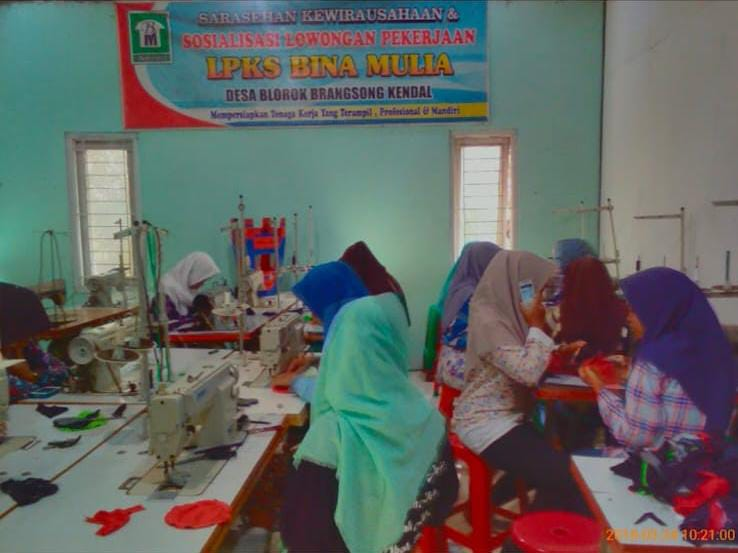 SARASEHAN KEWIRAUSAHAAN &
SOSIALISASI LOWONGAN PEKERJAAN
LPKS BINA MULIA
DESA BLOROK BRANGSONG KENDAL
Mempersiapkan Tenaga Kerja Yang Terampil , Profesional & Mandiri
10:21:00